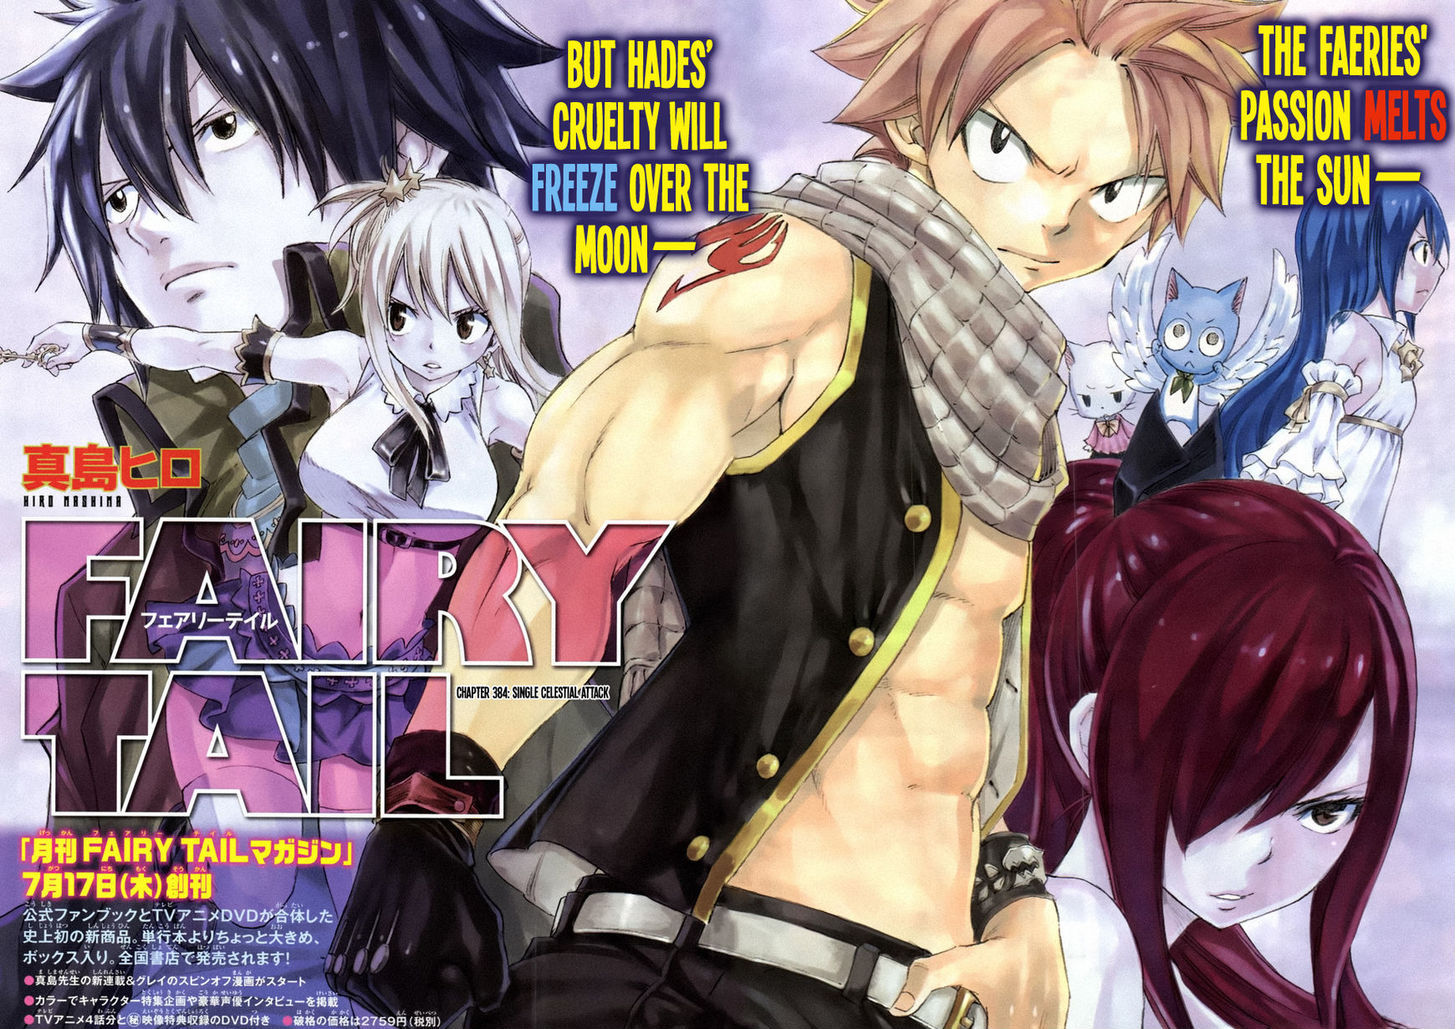 THE FAERIES'
PASSION MELTS
THE SUN—
BUT HADES'
CRUELTY WILL
FREEZE OVER THE
MOON—
真島ヒロ
HIRO MASHIMA
FAIRY
フェアリーテイル
TAIL
CHAPTER 384: SINGLE CELESTIAL ATTACK
「月刊FAIRY TAILマガジン」
7月17日(木)創刊
公式ファンブックとTVアニメDVDが合体した
史上初の新商品。単行本よりちょっと大きめ、
ボックス入り。全国書店で発売されます!
●真島先生の新連載&グレイのスピンオフ漫画がスタート
●カラーでキャラクター特集企画や豪華声優インタビューを掲載
●TVアニメ4話分と㊙映像特典収録のDVD付き ●破格の価格は2759円(税別)